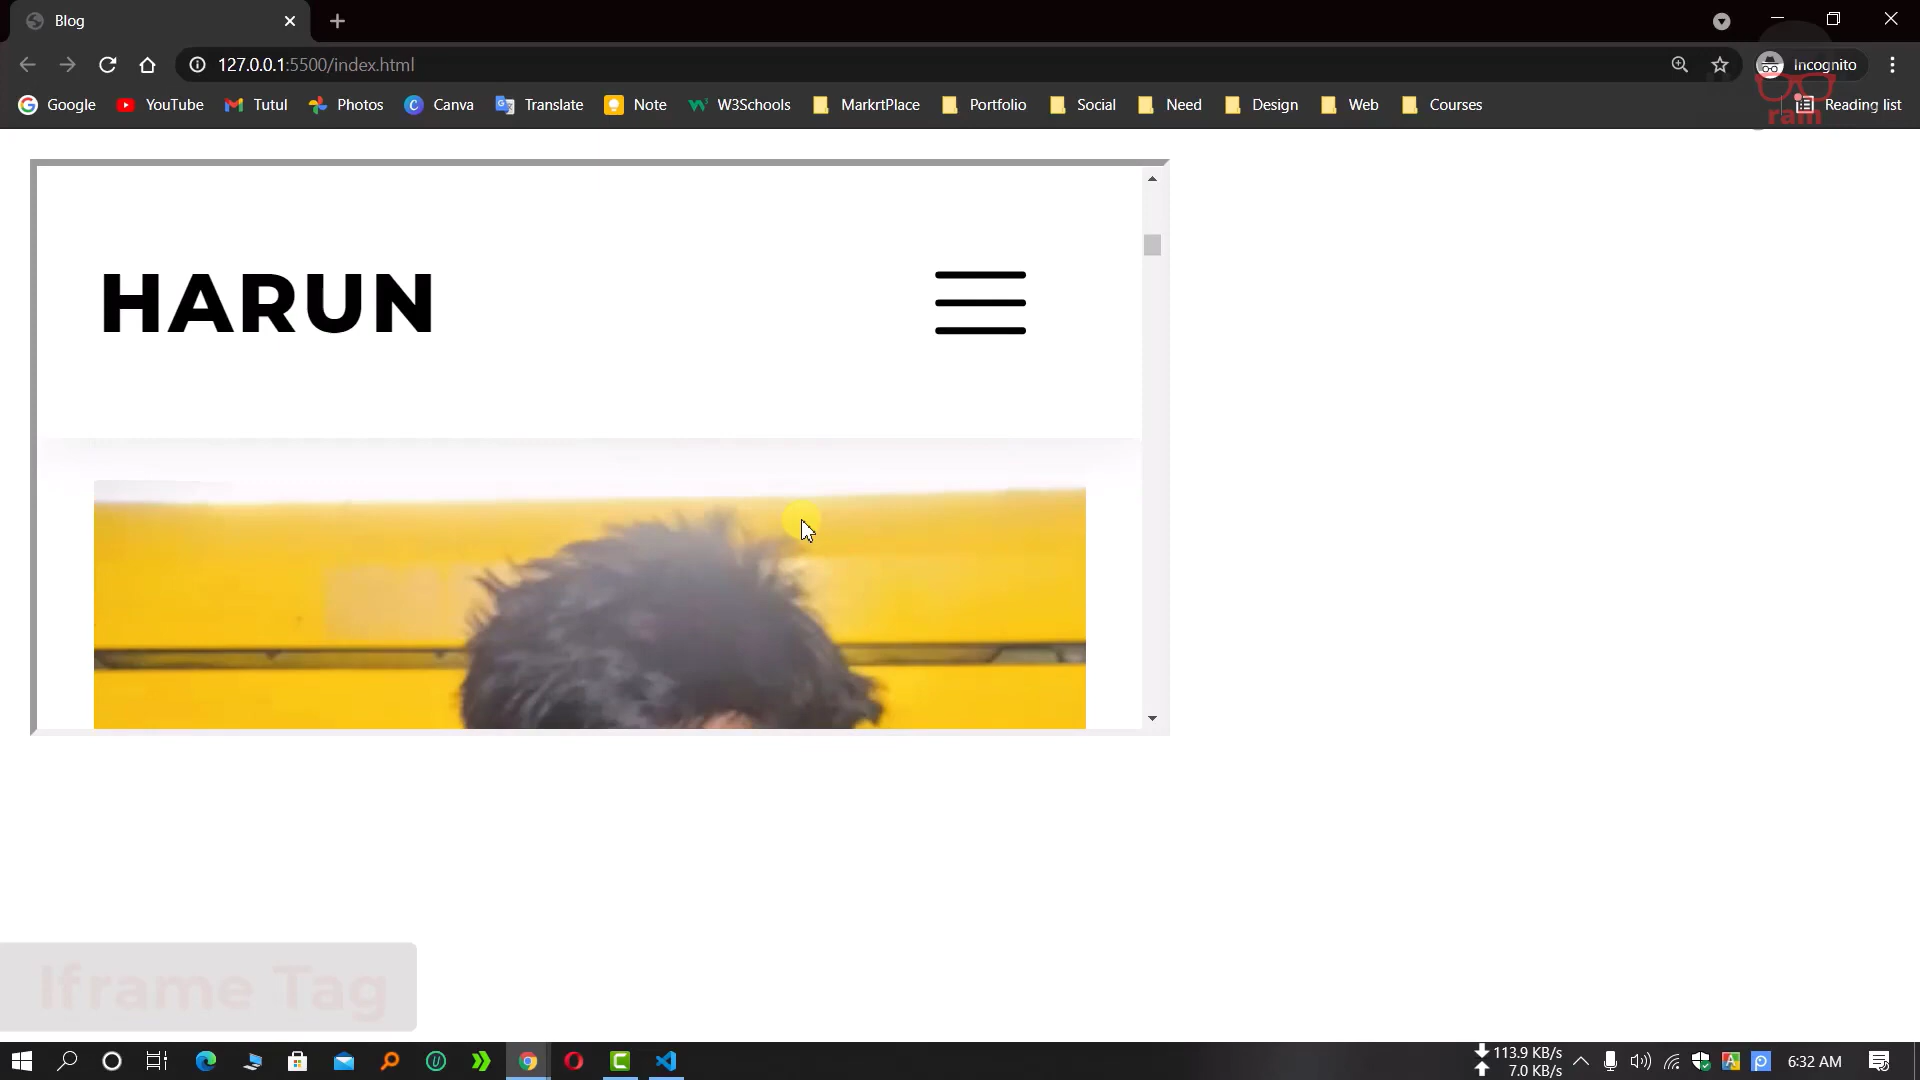 Blog
127.0.0.1:5500/index.html
Incognito
Google
YouTube
Tutul
Photos
Canva
Translate
Note
W3Schools
MarkrtPlace
Portfolio
Social
Need
Design
Web
Courses
Reading list
ram
HARUN
Iframe Tag
113.9 KB/s
7.0 KB/s
6:32 AM